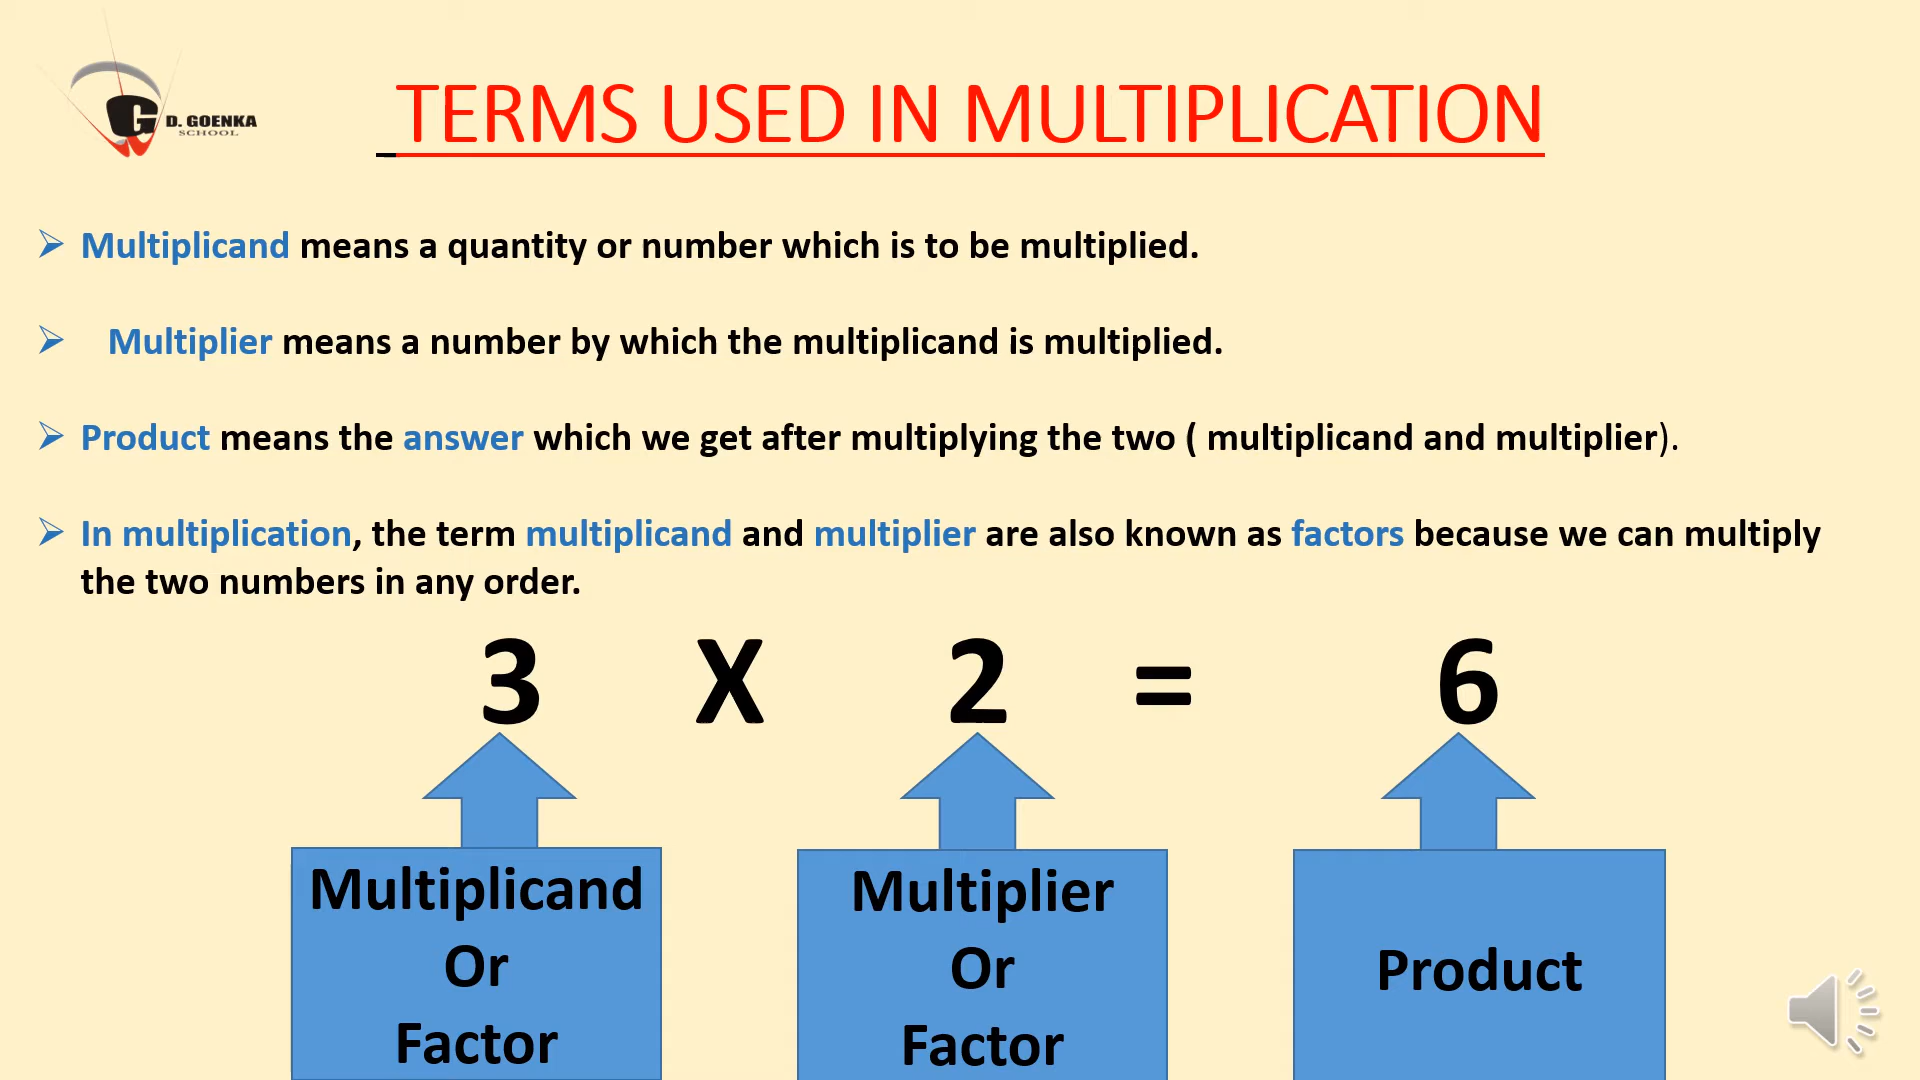 G D. GOENKA
SCHOOL
TERMS USED IN MULTIPLICATION
Multiplicand means a quantity or number which is to be multiplied.
Multiplier means a number by which the multiplicand is multiplied.
Product means the answer which we get after multiplying the two ( multiplicand and multiplier).
In multiplication, the term multiplicand and multiplier are also known as factors because we can multiply
the two numbers in any order.
3 X 2 = 6
Multiplicand
Or
Factor
Multiplier
Or
Factor
Product